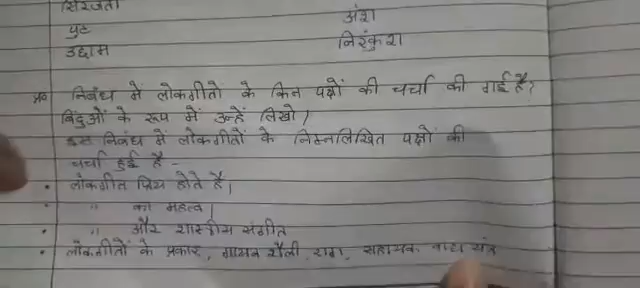 सिरजता
पुट अंश
उद्दाम निरंकुश
प्र० निबंध में लोकगीतों के किन पक्षों की चर्चा की गई है?
बिंदुओं के रूप में उन्हें लिखो।
इस निबंध में लोकगीतों के निम्नलिखित पक्षों की
चर्चा हुई है -
• लोकगीत प्रिय होते है।
• " का महत्व।
• " और शास्त्रीय संगीत
• लोकगीतों के प्रकार, गायन शैली, राग, सहायक वाद्य यंत्र